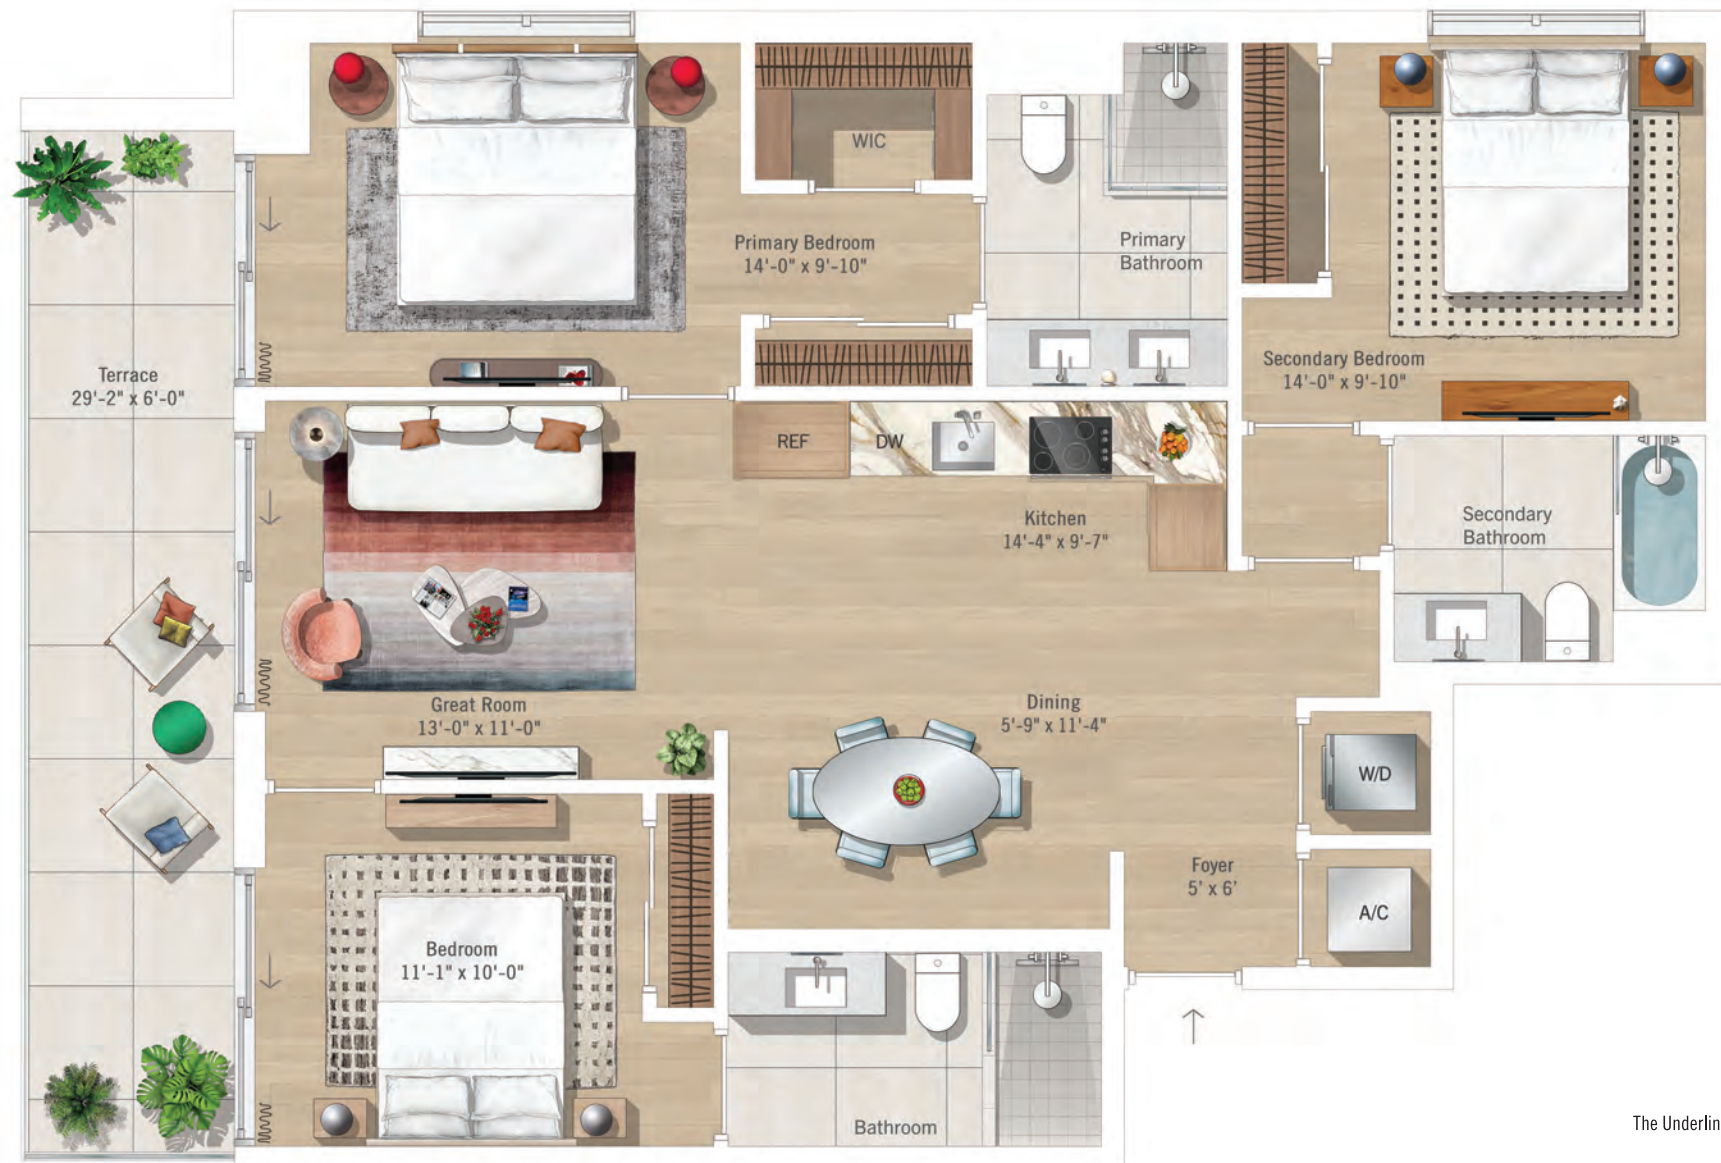 WIC
Primary Bedroom
14'-0" x 9'-10"
Primary
Bathroom
Terrace
29'-2" x 6'-0"
Secondary Bedroom
14'-0" x 9'-10"
REF
DW
Kitchen
14'-4" x 9'-7"
Secondary
Bathroom
Great Room
13'-0" x 11'-0"
Dining
5'-9" x 11'-4"
W/D
Foyer
5' x 6'
A/C
Bedroom
11'-1" x 10'-0"
Bathroom
The Underlin